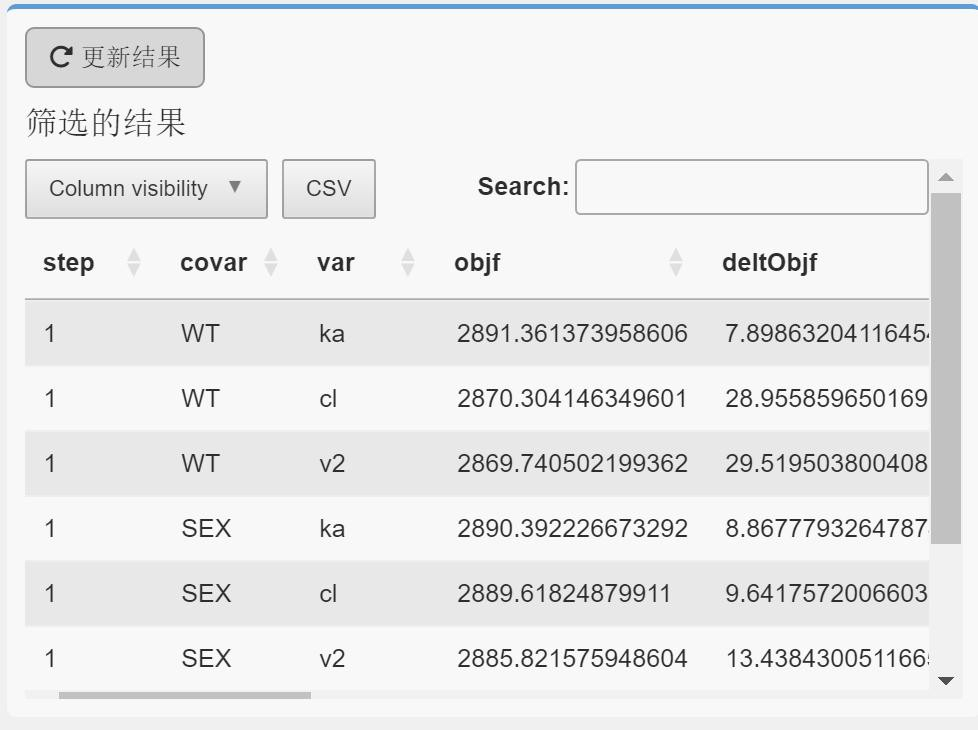 更新结果
筛选的结果
Column visibility ▼ CSV Search:
step covar var objf deltObjf
1 WT ka 2891.361373958606 7.898632041164
1 WT cl 2870.304146349601 28.955859650169
1 WT v2 2869.740502199362 29.519503800408
1 SEX ka 2890.392226673292 8.867779326478
1 SEX cl 2889.61824879911 9.6417572006603
1 SEX v2 2885.821575948604 13.438430051166